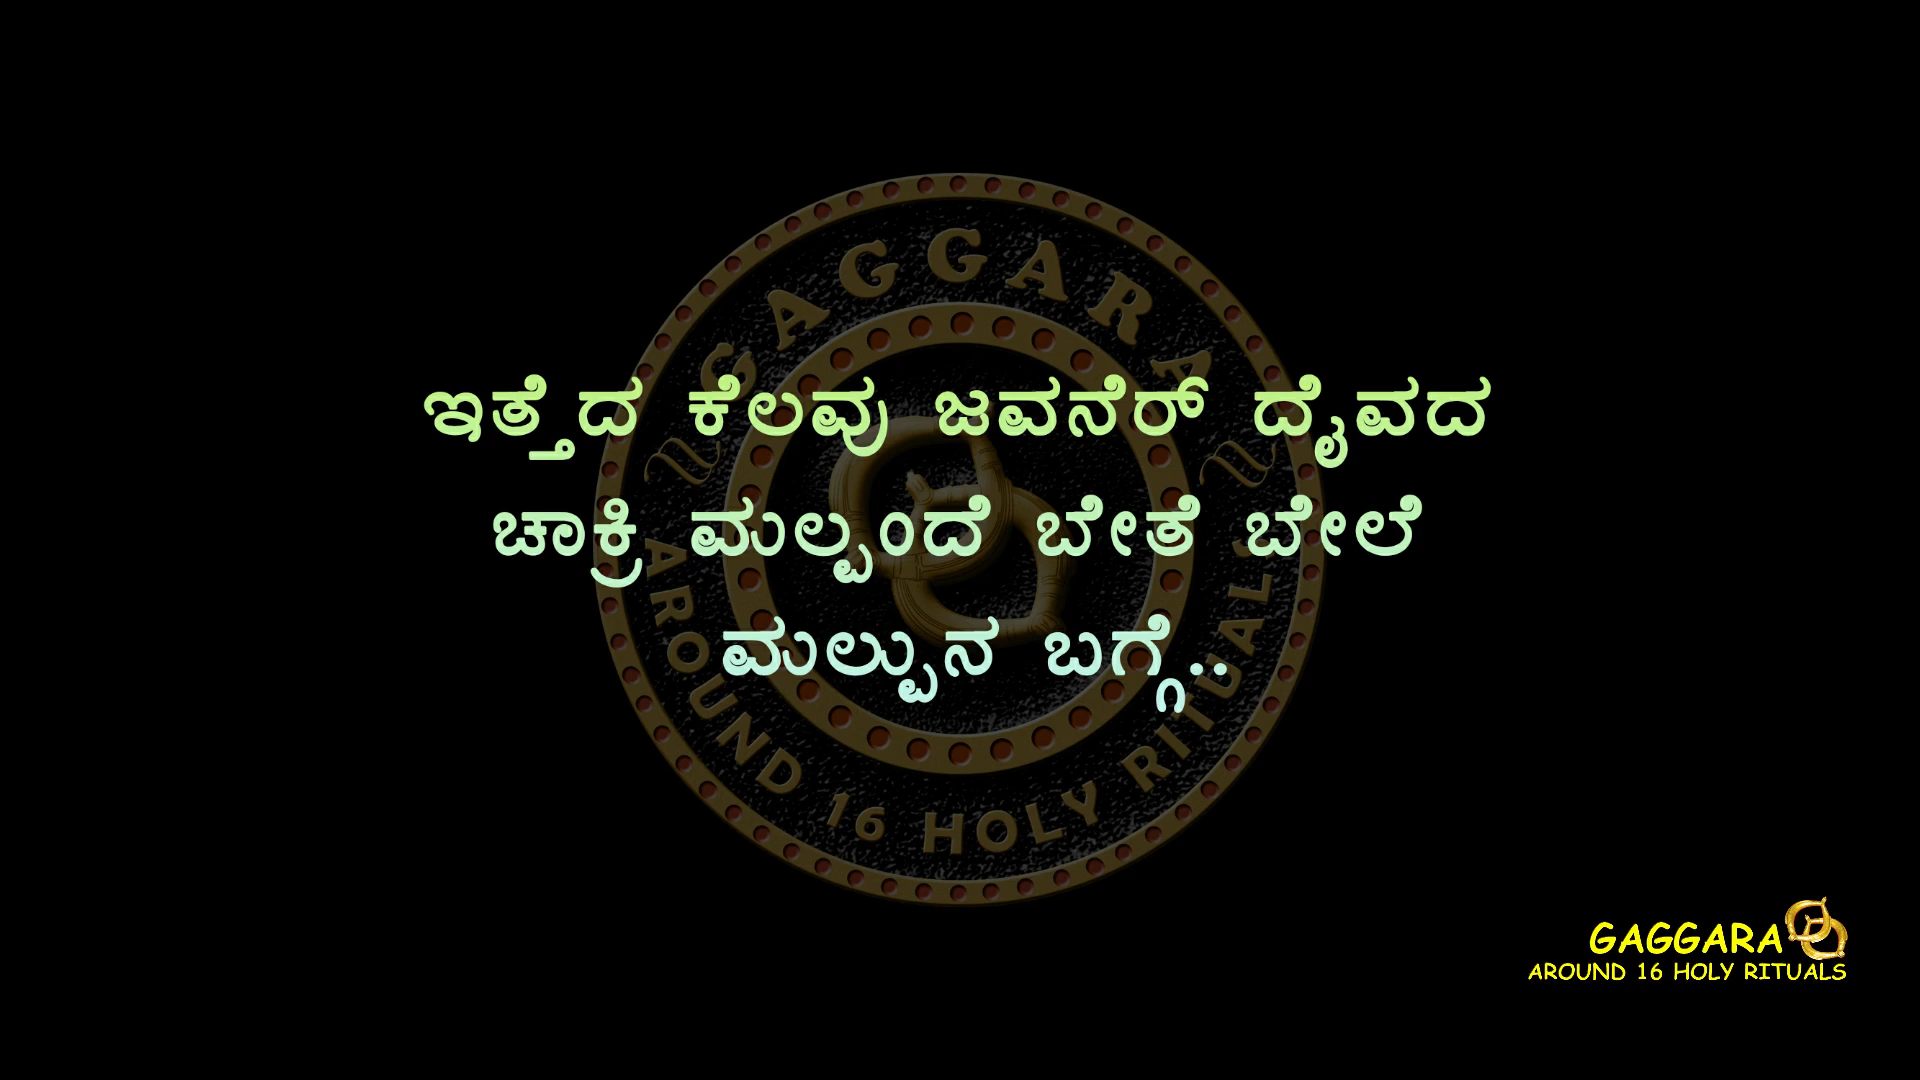 GAGGARA
ಇತ್ತೆದ ಕೆಲವು ಜವನೆರ್ ದೈವದ
ಚಾಕ್ರಿ ಮಲ್ಪಂದೆ ಬೇತೆ ಬೇಲೆ
ಮಲ್ಪುನ ಬಗ್ಗೆ..
AROUND 16 HOLY RITUALS
GAGGARA
AROUND 16 HOLY RITUALS